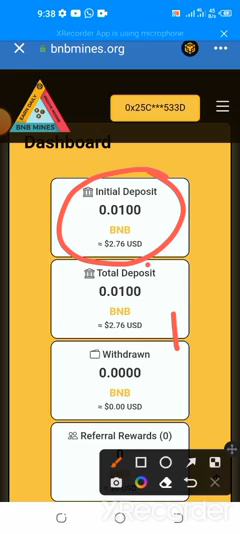 9:38
XRecorder App is using microphone
bnbmines.org
EARN DAILY
BNB MINES
0x25C***533D
Dashboard
Initial Deposit
0.0100
BNB
≈ $2.76 USD
Total Deposit
0.0100
BNB
≈ $2.76 USD
Withdrawn
0.0000
BNB
≈ $0.00 USD
Referral Rewards (0)
XRecorder